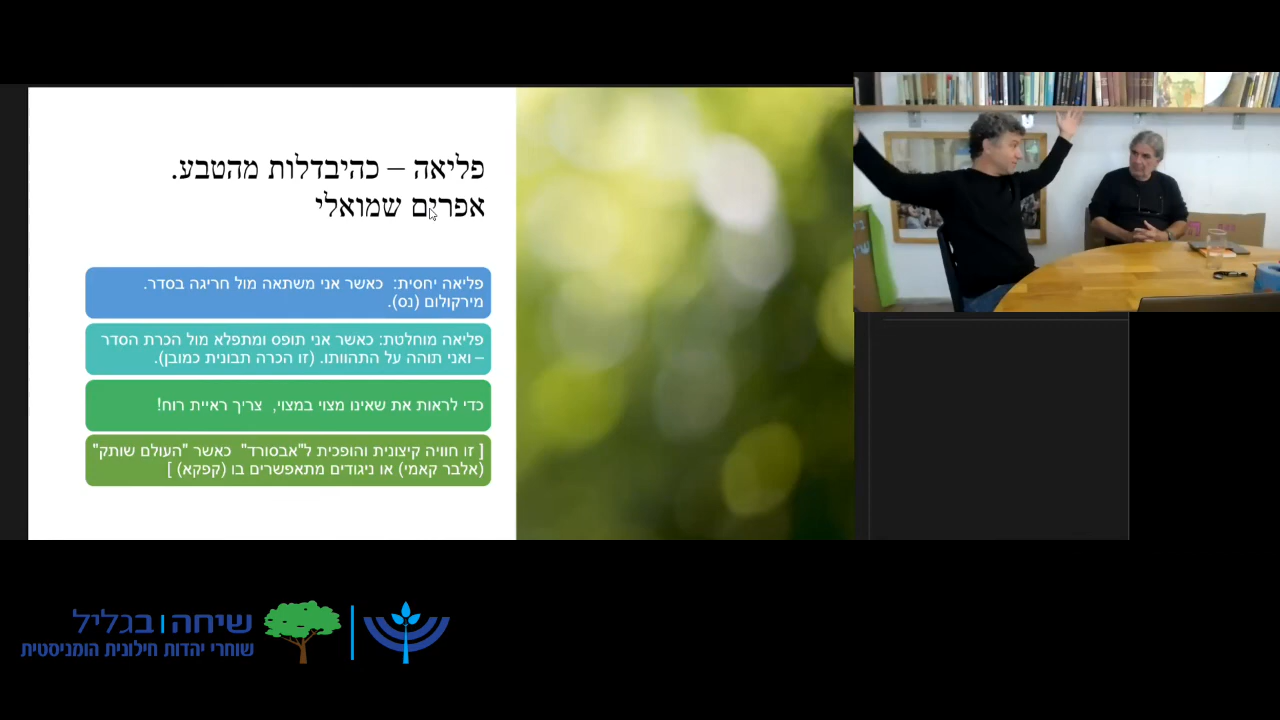 פליאה – כהיבדלות מהטבע.
אפרים שמואלי
פליאה יחסית: כאשר אני משתאה מול חריגה בסדר.
מירקולום (נס).
פליאה מוחלטת: כאשר אני תופס ומתפלא מול הכרת הסדר
– ואני תוהה על התהוותו. (זו הכרה תבונית כמובן).
כדי לראות את שאינו מצוי במצוי, צריך ראיית רוח!
[ זו חוויה קיצונית והופכית ל"אבסורד" כאשר "העולם שותק"
(אלבר קאמי) או ניגודים מתאפשרים בו (קפקא) ]
שיחה | בגליל
שוחרי יהדות חילונית הומניסטית